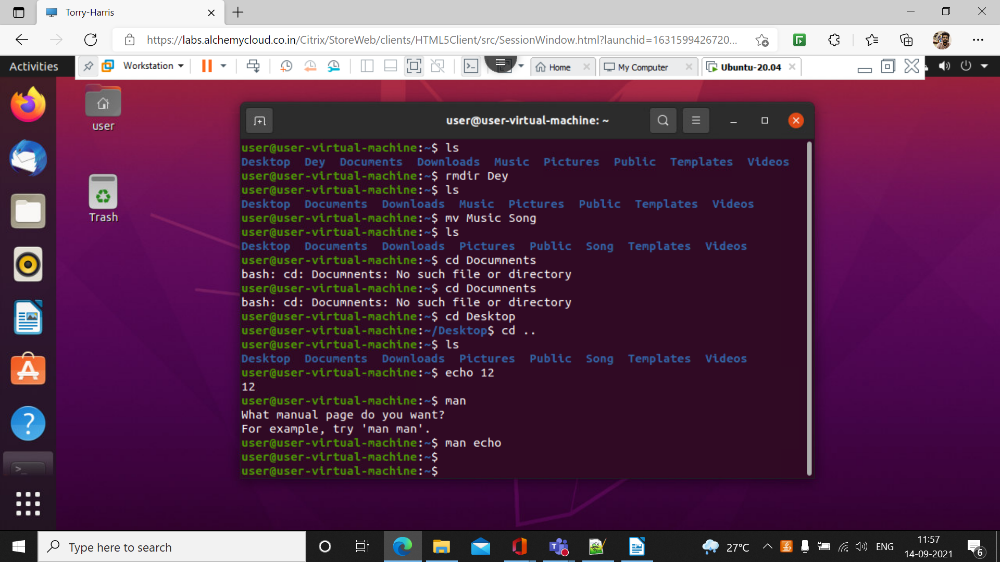 Torry-Harris
https://labs.alchemycloud.co.in/Citrix/StoreWeb/clients/HTML5Client/src/SessionWindow.html?launchid=1631599426720...
Activities
Workstation
Home
My Computer
Ubuntu-20.04
user
Trash
user@user-virtual-machine: ~
user@user-virtual-machine:~$ ls
Desktop Dey Documents Downloads Music Pictures Public Templates Videos
user@user-virtual-machine:~$ rmdir Dey
user@user-virtual-machine:~$ ls
Desktop Documents Downloads Music Pictures Public Templates Videos
user@user-virtual-machine:~$ mv Music Song
user@user-virtual-machine:~$ ls
Desktop Documents Downloads Pictures Public Song Templates Videos
user@user-virtual-machine:~$ cd Documnents
bash: cd: Documnents: No such file or directory
user@user-virtual-machine:~$ cd Documnents
bash: cd: Documnents: No such file or directory
user@user-virtual-machine:~$ cd Desktop
user@user-virtual-machine:~/Desktop$ cd ..
user@user-virtual-machine:~$ ls
Desktop Documents Downloads Pictures Public Song Templates Videos
user@user-virtual-machine:~$ echo 12
12
user@user-virtual-machine:~$ man
What manual page do you want?
For example, try 'man man'.
user@user-virtual-machine:~$ man echo
user@user-virtual-machine:~$
user@user-virtual-machine:~$
Type here to search
27°C
ENG
11:57
14-09-2021
6